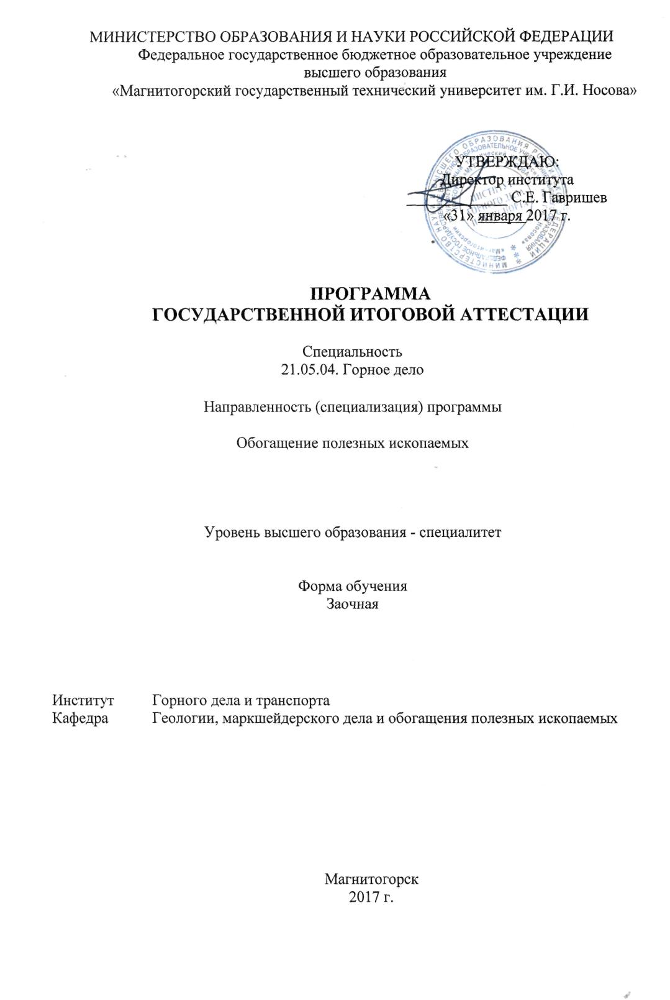 МИНИСТЕРСТВО ОБРАЗОВАНИЯ И НАУКИ РОССИЙСКОЙ ФЕДЕРАЦИИ
Федеральное государственное бюджетное образовательное учреждение
высшего образования
«Магнитогорский государственный технический университет им. Г.И. Носова»
УТВЕРЖДАЮ:
Директор института
С.Е. Гавришев
«31» января 2017 г.
ПРОГРАММА
ГОСУДАРСТВЕННОЙ ИТОГОВОЙ АТТЕСТАЦИИ
Специальность
21.05.04. Горное дело
Направленность (специализация) программы
Обогащение полезных ископаемых
Уровень высшего образования - специалитет
Форма обучения
Заочная
Институт Горного дела и транспорта
Кафедра Геологии, маркшейдерского дела и обогащения полезных ископаемых
Магнитогорск
2017 г.